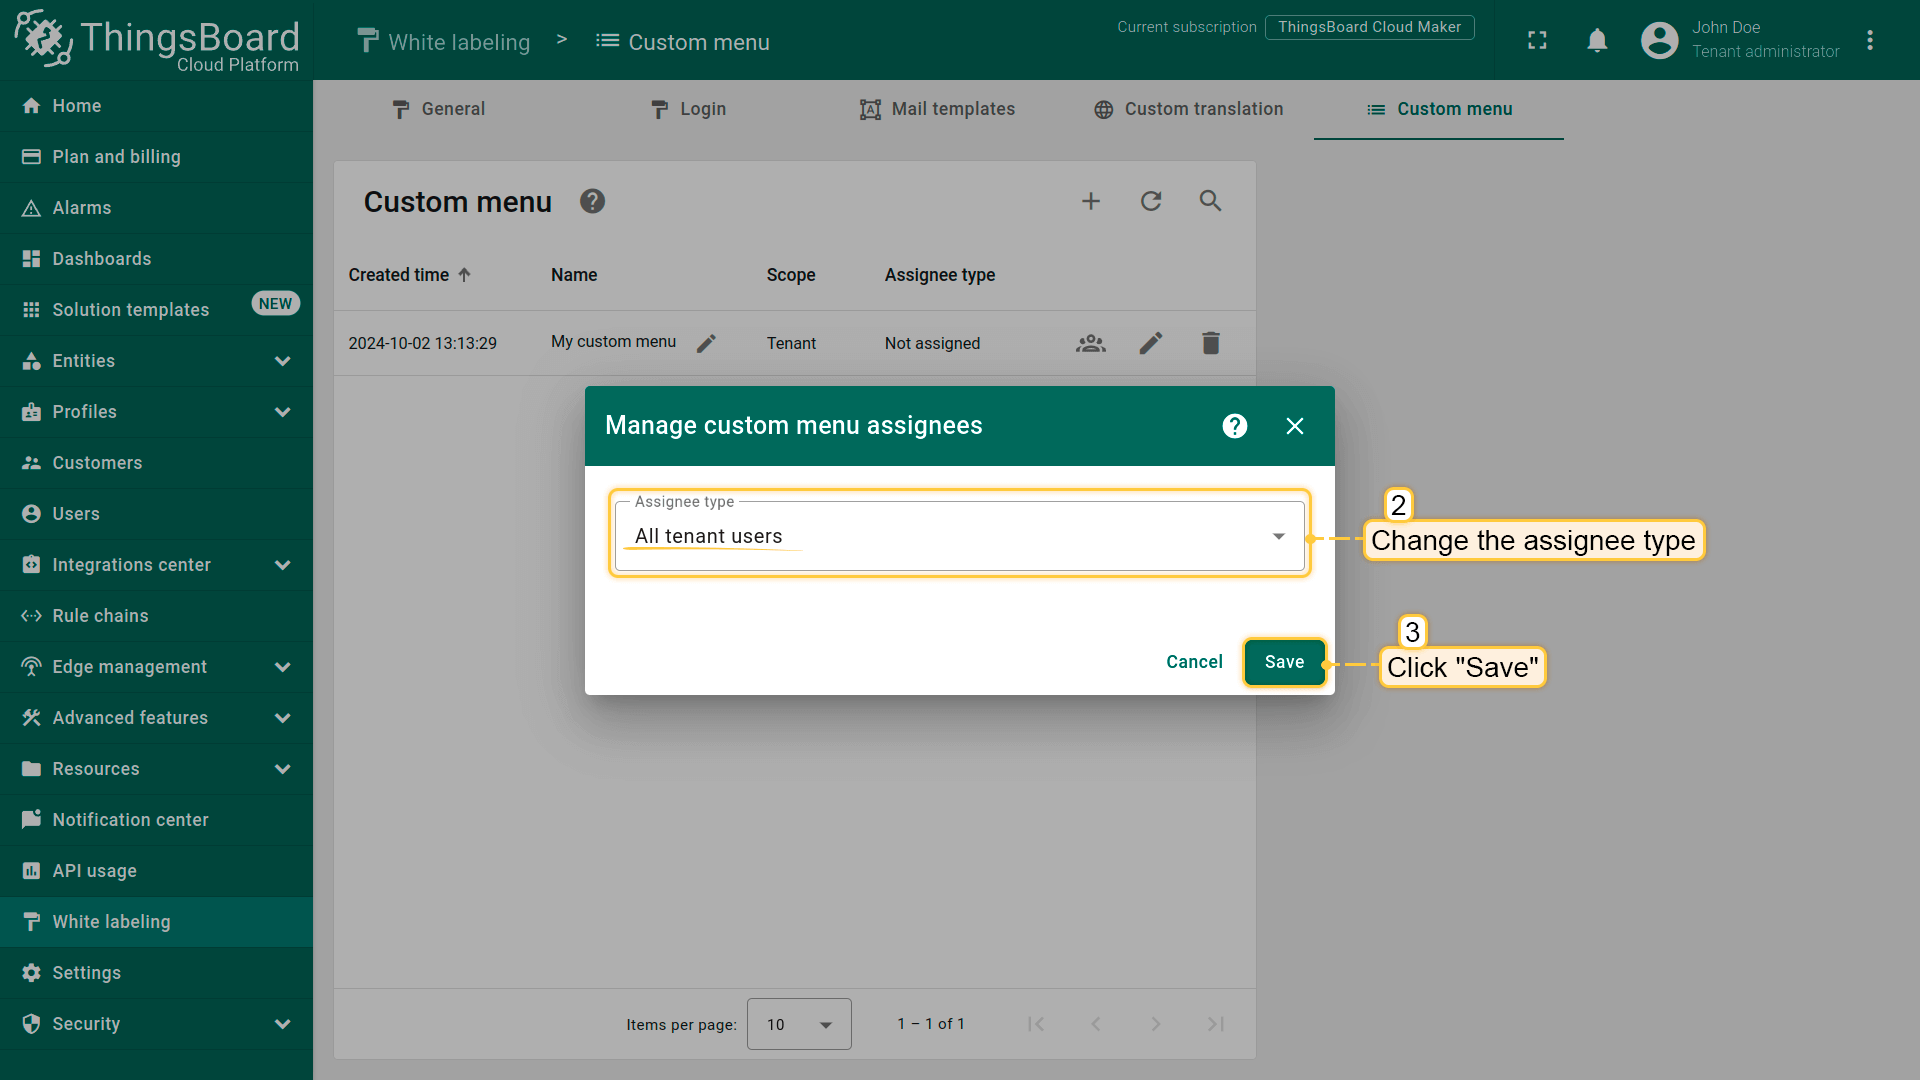 ThingsBoard
Cloud Platform
White labeling > Custom menu
Current subscription ThingsBoard Cloud Maker
John Doe
Tenant administrator
Home
Plan and billing
Alarms
Dashboards
Solution templates NEW
Entities
Profiles
Customers
Users
Integrations center
Rule chains
Edge management
Advanced features
Resources
Notification center
API usage
White labeling
Settings
Security
General Login Mail templates Custom translation Custom menu
Custom menu
Created time Name Scope Assignee type
2024-10-02 13:13:29 My custom menu Tenant Not assigned
Manage custom menu assignees
Assignee type
All tenant users
2
Change the assignee type
Cancel Save
3
Click "Save"
Items per page: 10 1 – 1 of 1